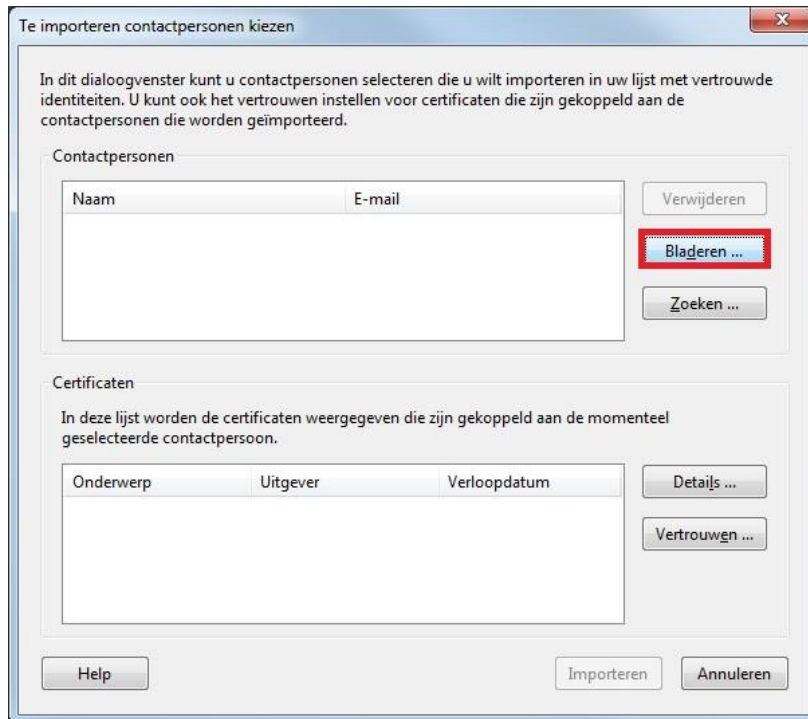 Te importeren contactpersonen kiezen
In dit dialoogvenster kunt u contactpersonen selecteren die u wilt importeren in uw lijst met vertrouwde
identiteiten. U kunt ook het vertrouwen instellen voor certificaten die zijn gekoppeld aan de
contactpersonen die worden geïmporteerd.
Contactpersonen
Naam E-mail
Verwijderen
Bladeren ...
Zoeken ...
Certificaten
In deze lijst worden de certificaten weergegeven die zijn gekoppeld aan de momenteel
geselecteerde contactpersoon.
Onderwerp Uitgever Verloopdatum
Details ...
Vertrouwen ...
Help Importeren Annuleren